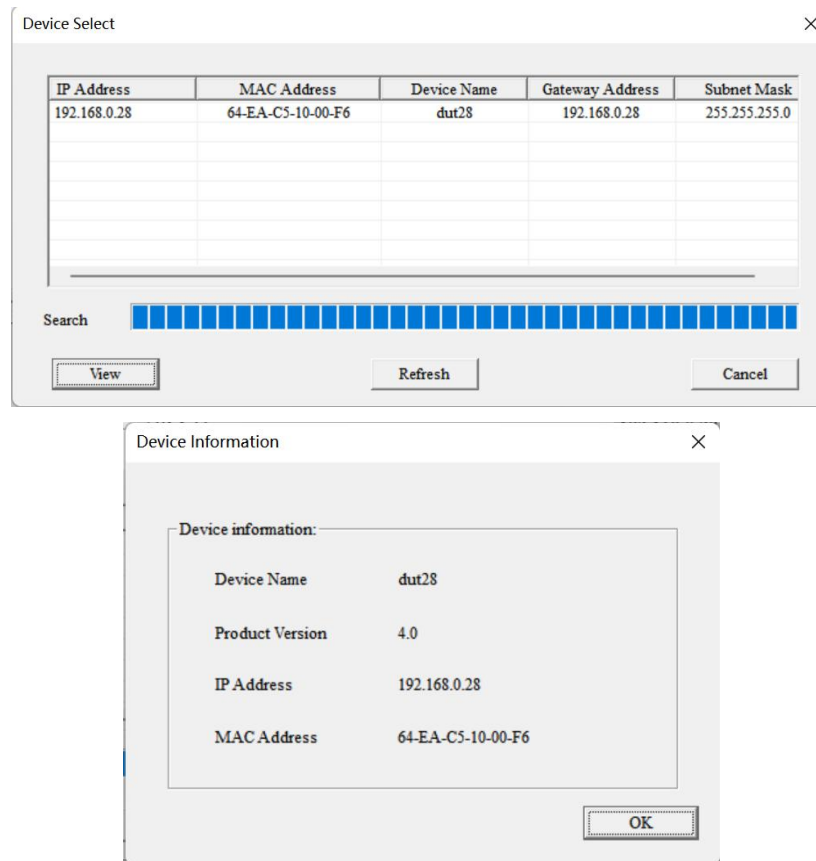 Device Select
IP Address MAC Address Device Name Gateway Address Subnet Mask
192.168.0.28 64-EA-C5-10-00-F6 dut28 192.168.0.28 255.255.255.0
Search
View Refresh Cancel
Device Information
Device information:
Device Name dut28
Product Version 4.0
IP Address 192.168.0.28
MAC Address 64-EA-C5-10-00-F6
OK